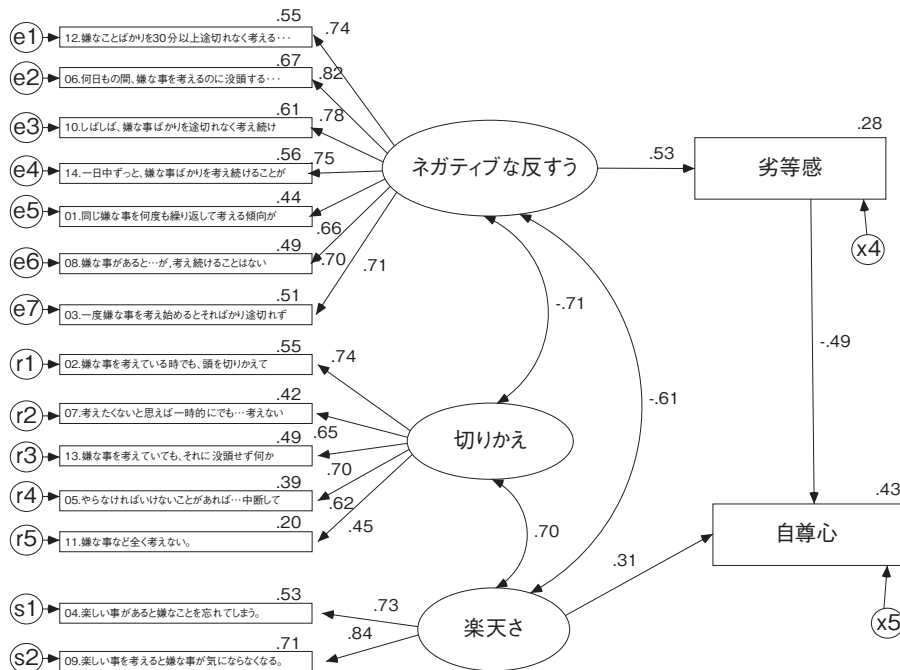 .55
e1 12.嫌なことばかりを30分以上途切れなく考える・・・ .74
.67
e2 06.何日もの間、嫌な事を考えるのに没頭する・・・ .82
.61
e3 10.しばしば、嫌な事ばかりを途切れなく考え続け .78
.56
e4 14.一日中ずっと、嫌な事ばかりを考え続けることが .75
.44
e5 01.同じ嫌な事を何度も繰り返して考える傾向が .66
.49
e6 08.嫌な事があると…が,考え続けることはない .70
.51
e7 03.一度嫌な事を考え始めるとそればかり途切れず .71
ネガティブな反すう
.53
.28
劣等感
x4
-.71
-.61
-.49
.55
r1 02.嫌な事を考えている時でも、頭を切りかえて .74
.42
r2 07.考えたくないと思えば一時的にでも…考えない .65
.49
r3 13.嫌な事を考えていても、それに没頭せず何か .70
.39
r4 05.やらなければいけないことがあれば…中断して .62
.20
r5 11.嫌な事など全く考えない。 .45
切りかえ
.70
.43
自尊心
x5
.31
.53
s1 04.楽しい事があると嫌なことを忘れてしまう。 .73
.71
s2 09.楽しい事を考えると嫌な事が気にならなくなる。 .84
楽天さ